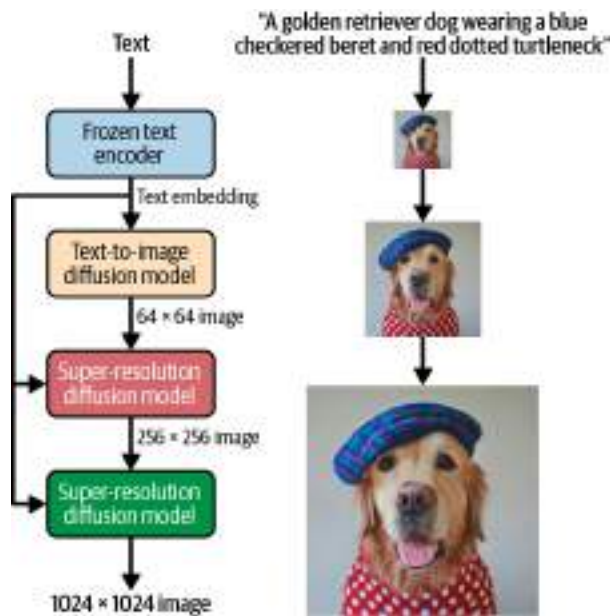 Text
"A golden retriever dog wearing a blue
checkered beret and red dotted turtleneck"
Frozen text
encoder
Text embedding
Text-to-image
diffusion model
64 × 64 image
Super-resolution
diffusion model
256 × 256 image
Super-resolution
diffusion model
1024 × 1024 image